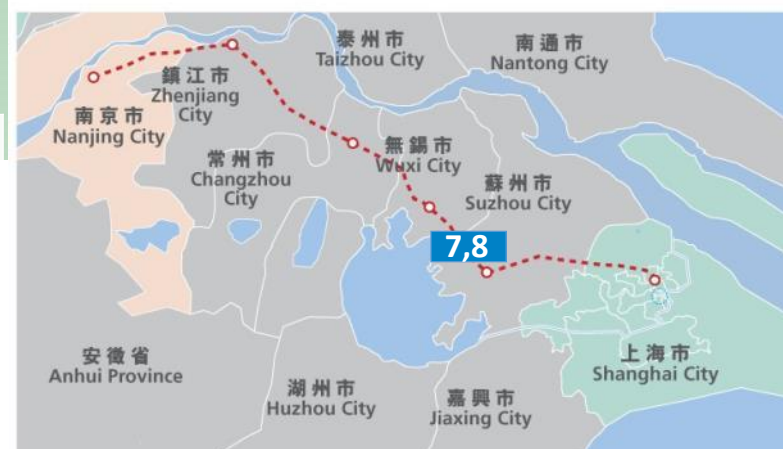 泰州市
Taizhou City
南通市
Nantong City
鎮江市
Zhenjiang
City
南京市
Nanjing City
無錫市
Wuxi City
常州市
Changzhou
City
蘇州市
Suzhou City
7,8
安徽省
Anhui Province
上海市
Shanghai City
湖州市
Huzhou City
嘉興市
Jiaxing City